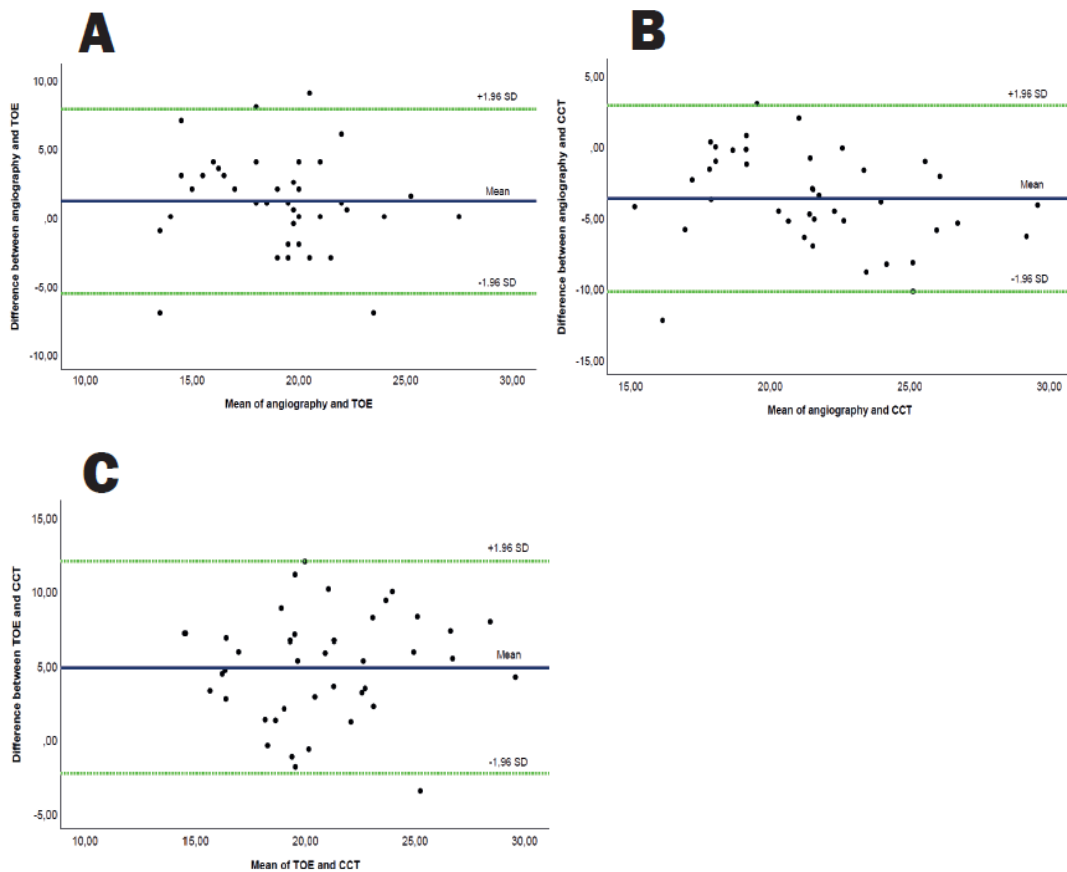 A
Difference between angiography and TOE
10,00
5,00
,00
-5,00
-10,00
+1.96 SD
Mean
-1.96 SD
10,00 15,00 20,00 25,00 30,00
Mean of angiography and TOE
B
Difference between angiography and CCT
5,00
,00
-5,00
-10,00
-15,00
+1.96 SD
Mean
-1.96 SD
15,00 20,00 25,00 30,00
Mean of angiography and CCT
C
Difference between TOE and CCT
15,00
10,00
5,00
,00
-5,00
+1.96 SD
Mean
-1.96 SD
10,00 15,00 20,00 25,00 30,00
Mean of TOE and CCT